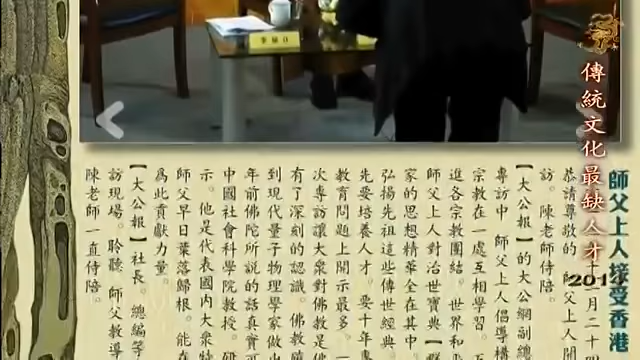 傳統文化最缺人才
師父上人接受香港
月二十四
恭請尊敬的 師父上人開
訪。陳老師侍陪。
【大公報】的大公網副總
專訪中。師父上人倡導
宗教在一處互相學習。
進各宗教團結。世界和
師父上人對治世寶典【群
家的思想精華全在其中。
弘揚先祖這些傳世經典
先要培養人才。要十年專
教育問題上開示最多。
次專訪讓大眾對佛教是佛
有了深刻的認識。佛教
到現代量子物理學家做出
年前佛陀所說的話真實可
中國社會科學院教授。研
示。他是代表國內大眾特
師父早日葉落歸根。能在
為此貢獻力量。
【大公報】社長。總編等
訪現場。聆聽 師父教導
陳老師一直侍陪。